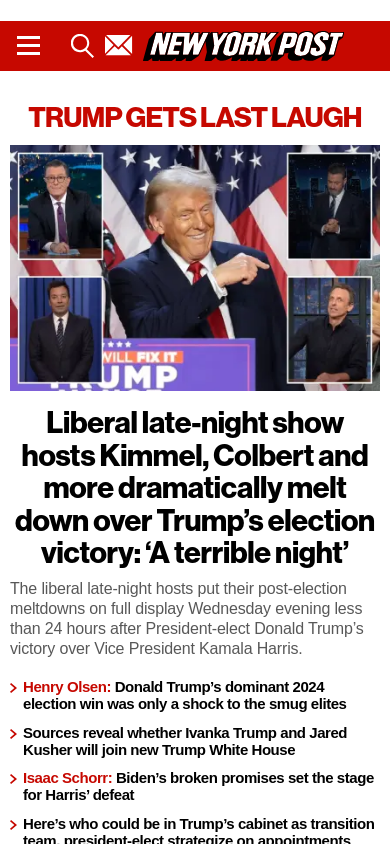 NEW YORK POST
TRUMP GETS LAST LAUGH
WILL FIX IT
TRUMP
Liberal late-night show
hosts Kimmel, Colbert and
more dramatically melt
down over Trump’s election
victory: ‘A terrible night’
The liberal late-night hosts put their post-election
meltdowns on full display Wednesday evening less
than 24 hours after President-elect Donald Trump’s
victory over Vice President Kamala Harris.
Henry Olsen: Donald Trump’s dominant 2024
election win was only a shock to the smug elites
Sources reveal whether Ivanka Trump and Jared
Kusher will join new Trump White House
Isaac Schorr: Biden’s broken promises set the stage
for Harris’ defeat
Here’s who could be in Trump’s cabinet as transition
team, president-elect strategize on appointments